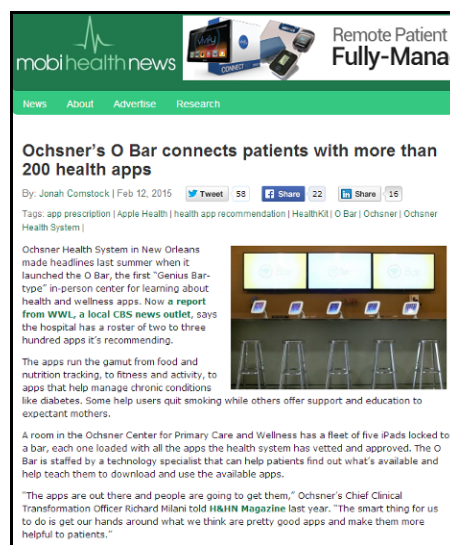 mobihealthnews
Remote Patient
Fully-Mana
CONNECT
News About Advertise Research
Ochsner's O Bar connects patients with more than
200 health apps
By: Jonah Comstock | Feb 12, 2015 Tweet 58 Share 22 Share 16
Tags: app prescription | Apple Health | health app recommendation | HealthKit | O Bar | Ochsner | Ochsner
Health System |
Ochsner Health System in New Orleans
made headlines last summer when it
launched the O Bar, the first "Genius Bar-
type" in-person center for learning about
health and wellness apps. Now a report
from WWL, a local CBS news outlet, says
the hospital has a roster of two to three
hundred apps it's recommending.
The apps run the gamut from food and
nutrition tracking, to fitness and activity, to
apps that help manage chronic conditions
like diabetes. Some help users quit smoking while others offer support and education to
expectant mothers.
A room in the Ochsner Center for Primary Care and Wellness has a fleet of five iPads locked to
a bar, each one loaded with all the apps the health system has vetted and approved. The O
Bar is staffed by a technology specialist that can help patients find out what's available and
help teach them to download and use the available apps.
"The apps are out there and people are going to get them," Ochsner's Chief Clinical
Transformation Officer Richard Milani told H&HN Magazine last year. "The smart thing for us
to do is get our hands around what we think are pretty good apps and make them more
helpful to patients."